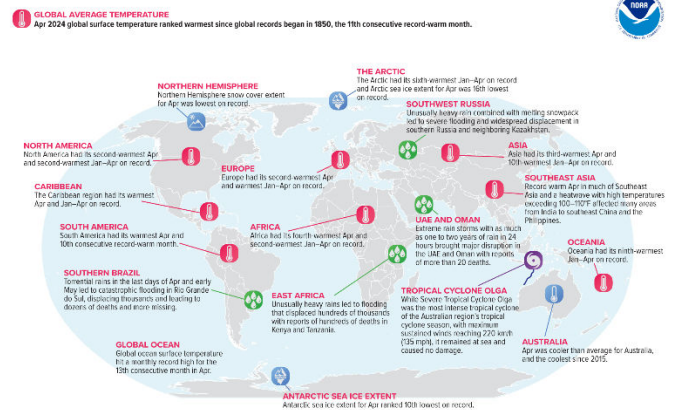 GLOBAL AVERAGE TEMPERATURE
Apr 2024 global surface temperature ranked warmest since global records began in 1850, the 11th consecutive record-warm month.
NOAA
THE ARCTIC
The Arctic had its sixth-warmest Jan–Apr on record
and Arctic sea ice extent for Apr was 16th lowest
on record.
NORTHERN HEMISPHERE
Northern Hemisphere snow cover extent
for Apr was lowest on record.
SOUTHWEST RUSSIA
Unusually heavy rain combined with melting snowpack
led to severe flooding and widespread displacement in
southern Russia and neighboring Kazakhstan.
NORTH AMERICA
North America had its second-warmest Apr
and second-warmest Jan–Apr on record.
EUROPE
Europe had its second-warmest Apr
and warmest Jan–Apr on record.
ASIA
Asia had its third-warmest Apr and
10th-warmest Jan–Apr on record.
CARIBBEAN
The Caribbean region had its warmest
Apr and Jan–Apr on record.
SOUTHEAST ASIA
Record warm Apr in much of Southeast
Asia and a heatwave with high temperatures
exceeding 100–110°F affected many areas
from India to southeast China and the
Philippines.
SOUTH AMERICA
South America had its warmest Apr and
10th consecutive record-warm month.
AFRICA
Africa had its fourth-warmest Apr and
second-warmest Jan–Apr on record.
UAE AND OMAN
Extreme rain storms with as much
as one to two years of rain in 24
hours brought major disruption in
the UAE and Oman with reports
of more than 20 deaths.
OCEANIA
Oceania had its ninth-warmest
Jan–Apr on record.
SOUTHERN BRAZIL
Torrential rains in the last days of Apr and early
May led to catastrophic flooding in Rio Grande
do Sul, displacing thousands and leading to
dozens of deaths and more missing.
EAST AFRICA
Unusually heavy rains led to flooding
that displaced hundreds of thousands
with reports of hundreds of deaths in
Kenya and Tanzania.
TROPICAL CYCLONE OLGA
While Severe Tropical Cyclone Olga
was the most intense tropical cyclone
of the Australian region's tropical
cyclone season, with maximum
sustained winds reaching 220 km/h
(135 mph), it remained at sea and
caused no damage.
AUSTRALIA
Apr was cooler than average for Australia,
and the coolest since 2015.
GLOBAL OCEAN
Global ocean surface temperature
hit a monthly record high for the
13th consecutive month in Apr.
ANTARCTIC SEA ICE EXTENT
Antarctic sea ice extent for Apr ranked 10th lowest on record.